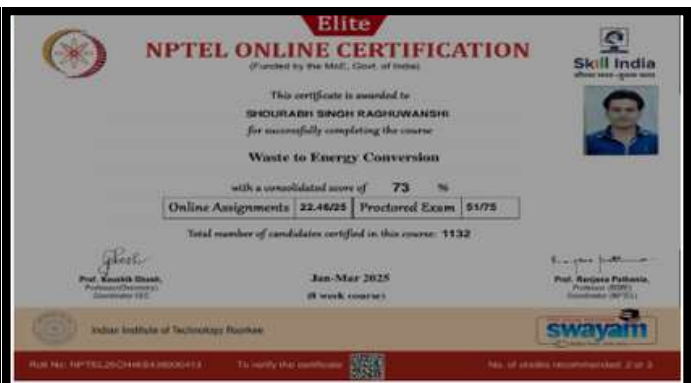 Elite
NPTEL ONLINE CERTIFICATION
(Funded by the MoE, Govt. of India)
Skill India
कौशल भारत - कुशल भारत
This certificate is awarded to
SHOURABH SINGH RAGHUWANSHI
for successfully completing the course
Waste to Energy Conversion
with a consolidated score of 73 %
Online Assignments 22.46/25 Proctored Exam 51/75
Total number of candidates certified in this course: 1132
Prof. Kaushik Ghosh,
Jan-Mar 2025
(8 week course)
Prof. Ranjana Pathania,
Indian Institute of Technology Roorkee
swayam
To verify the certificate
No. of credits recommended: 2 or 3